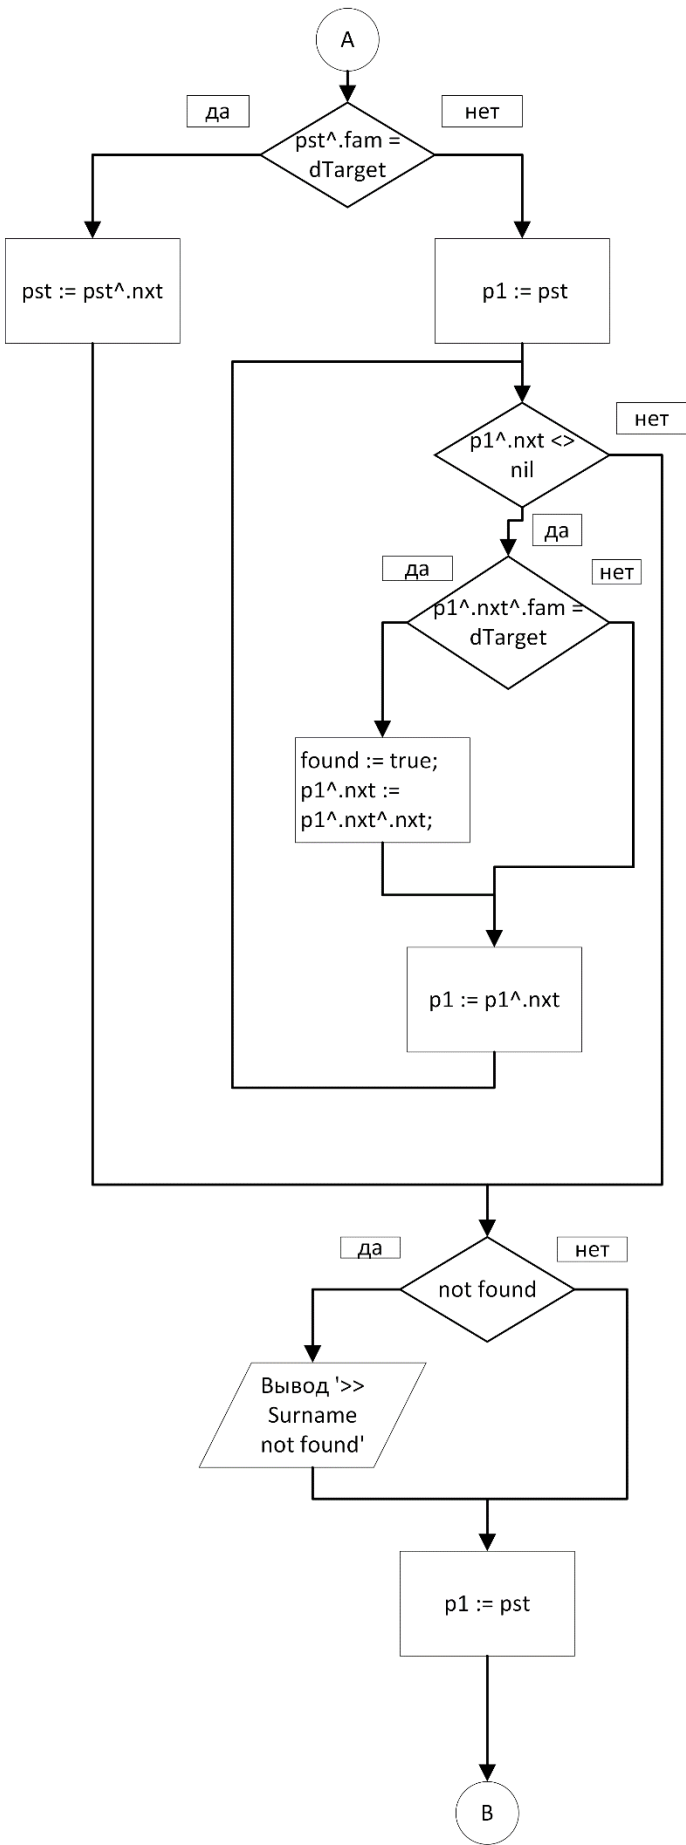 A
да
нет
pst^.fam =
dTarget
pst := pst^.nxt
p1 := pst
p1^.nxt <>
nil
нет
да
да
нет
p1^.nxt^.fam =
dTarget
found := true;
p1^.nxt :=
p1^.nxt^.nxt;
p1 := p1^.nxt
да
нет
not found
Вывод '>>
Surname
not found'
p1 := pst
B